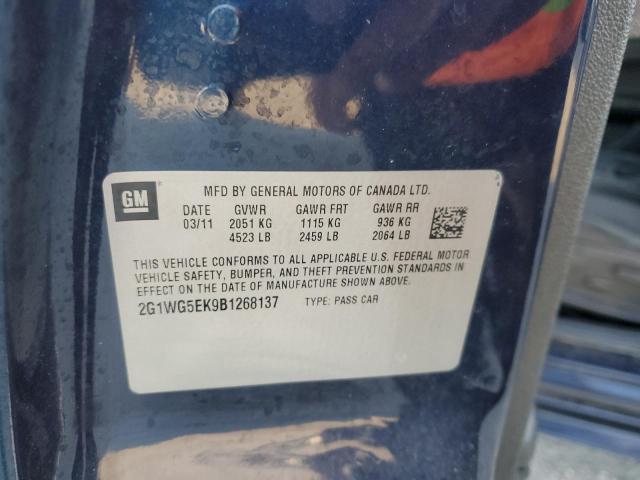 GM
MFD BY GENERAL MOTORS OF CANADA LTD.
DATE GVWR GAWR FRT GAWR RR
03/11 2051 KG 1115 KG 936 KG
4523 LB 2459 LB 2064 LB
THIS VEHICLE CONFORMS TO ALL APPLICABLE U.S. FEDERAL MOTOR
VEHICLE SAFETY, BUMPER, AND THEFT PREVENTION STANDARDS IN
EFFECT ON THE DATE OF MANUFACTURE SHOWN ABOVE.
2G1WG5EK9B1268137 TYPE: PASS CAR